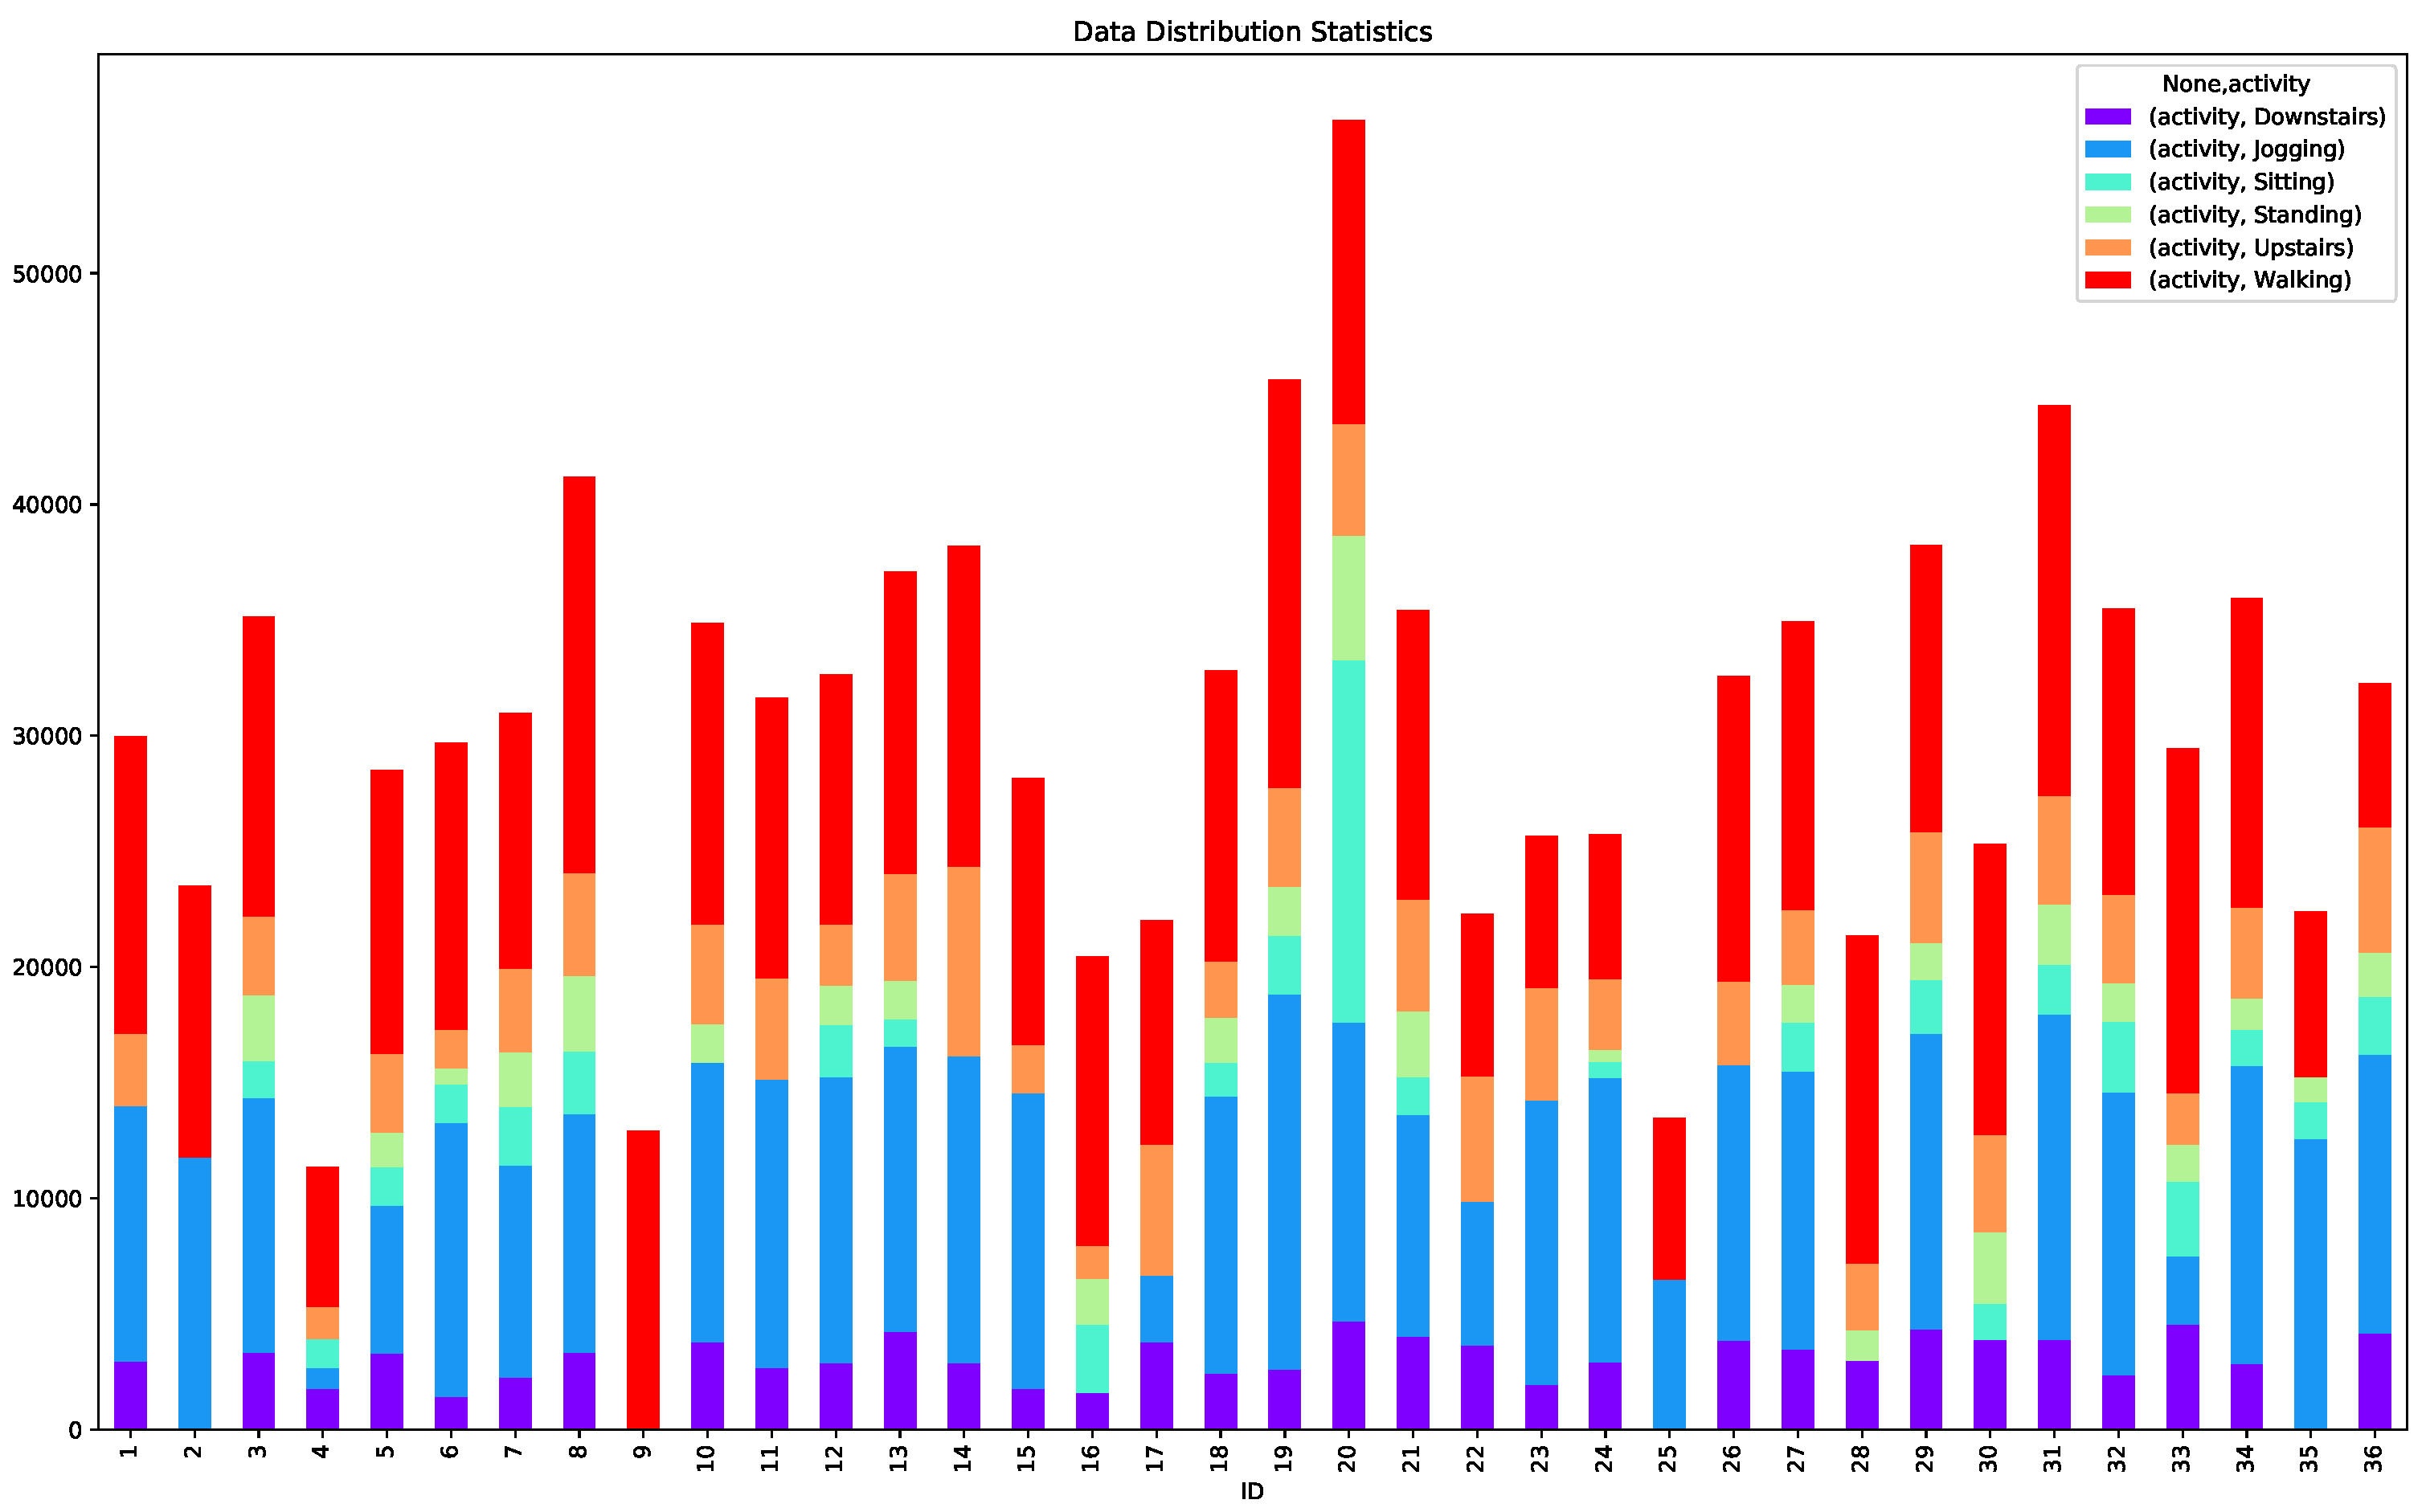 Data Distribution Statistics
None,activity
(activity, Downstairs)
(activity, Jogging)
(activity, Sitting)
(activity, Standing)
(activity, Upstairs)
(activity, Walking)
50000
40000
30000
20000
10000
0
1 2 3 4 5 6 7 8 9 10 11 12 13 14 15 16 17 18 19 20 21 22 23 24 25 26 27 28 29 30 31 32 33 34 35 36
ID